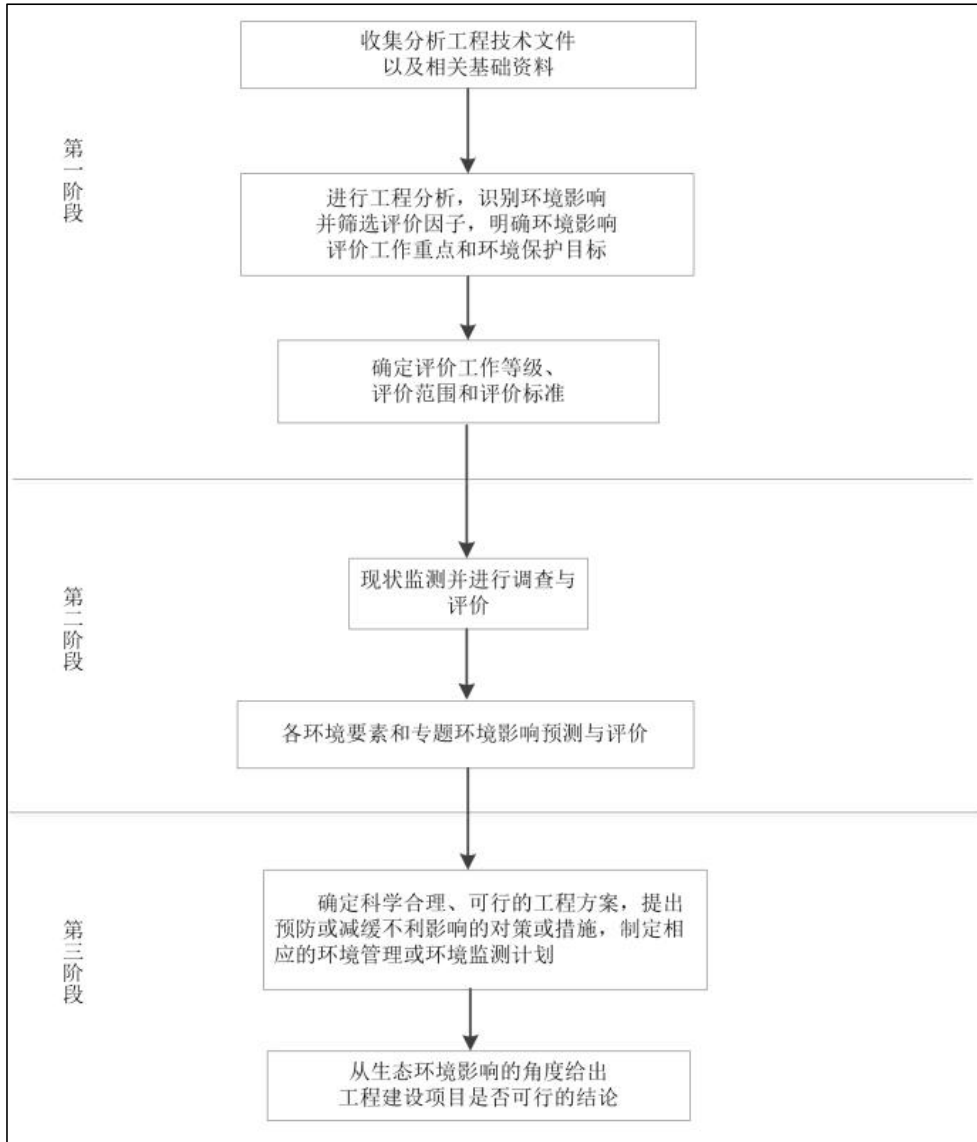 收集分析工程技术文件
以及相关基础资料
第一阶段
进行工程分析，识别环境影响
并筛选评价因子，明确环境影响
评价工作重点和环境保护目标
确定评价工作等级、
评价范围和评价标准
现状监测并进行调查与
评价
第二阶段
各环境要素和专题环境影响预测与评价
确定科学合理、可行的工程方案，提出
预防或减缓不利影响的对策或措施，制定相
应的环境管理或环境监测计划
第三阶段
从生态环境影响的角度给出
工程建设项目是否可行的结论